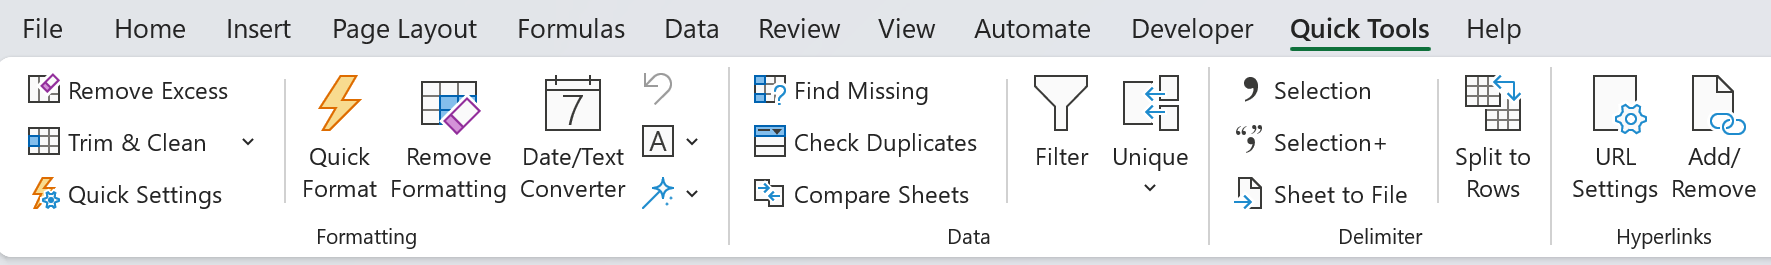 File Home Insert Page Layout Formulas Data Review View Automate Developer Quick Tools Help
Remove Excess
Trim & Clean
Quick Settings
Quick
Format
Remove
Formatting
7
Date/Text
Converter
A
Formatting
Find Missing
Check Duplicates
Compare Sheets
Filter
Unique
Data
Selection
Selection+
Sheet to File
Split to
Rows
Delimiter
URL
Settings
Add/
Remove
Hyperlinks